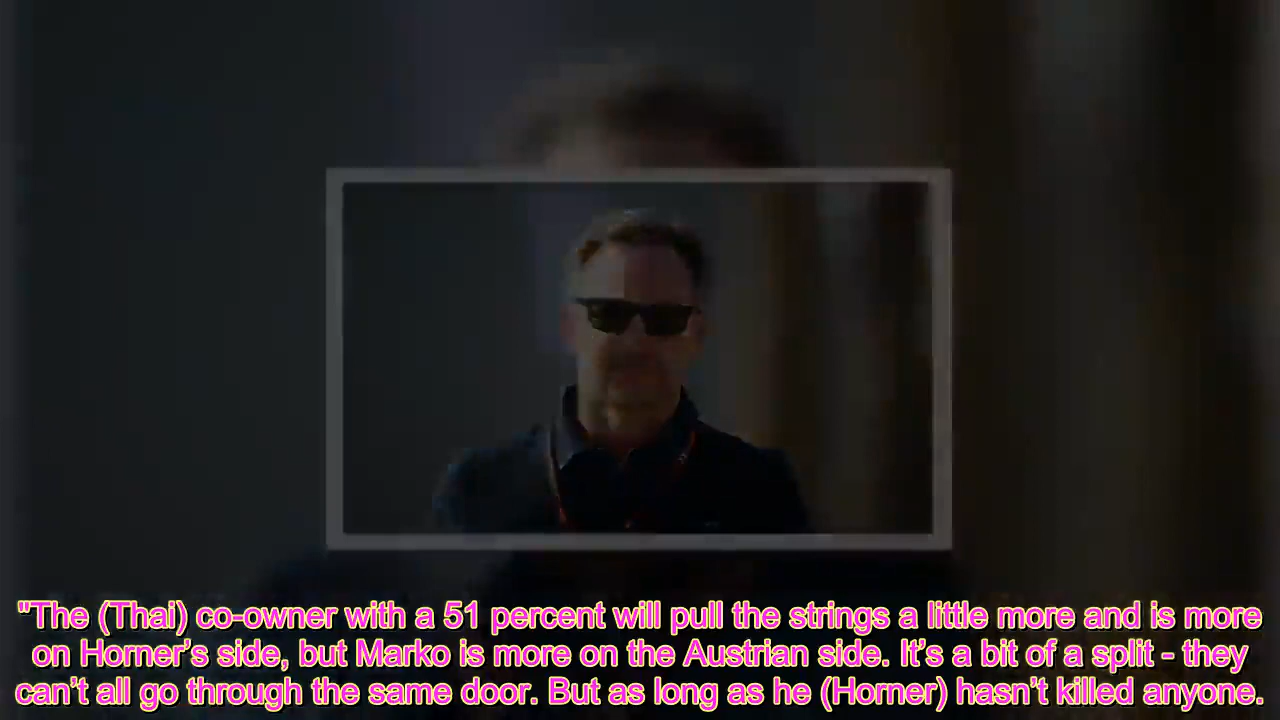 "The (Thai) co-owner with a 51 percent will pull the strings a little more and is more
on Horner’s side, but Marko is more on the Austrian side. It’s a bit of a split - they
can’t all go through the same door. But as long as he (Horner) hasn’t killed anyone.